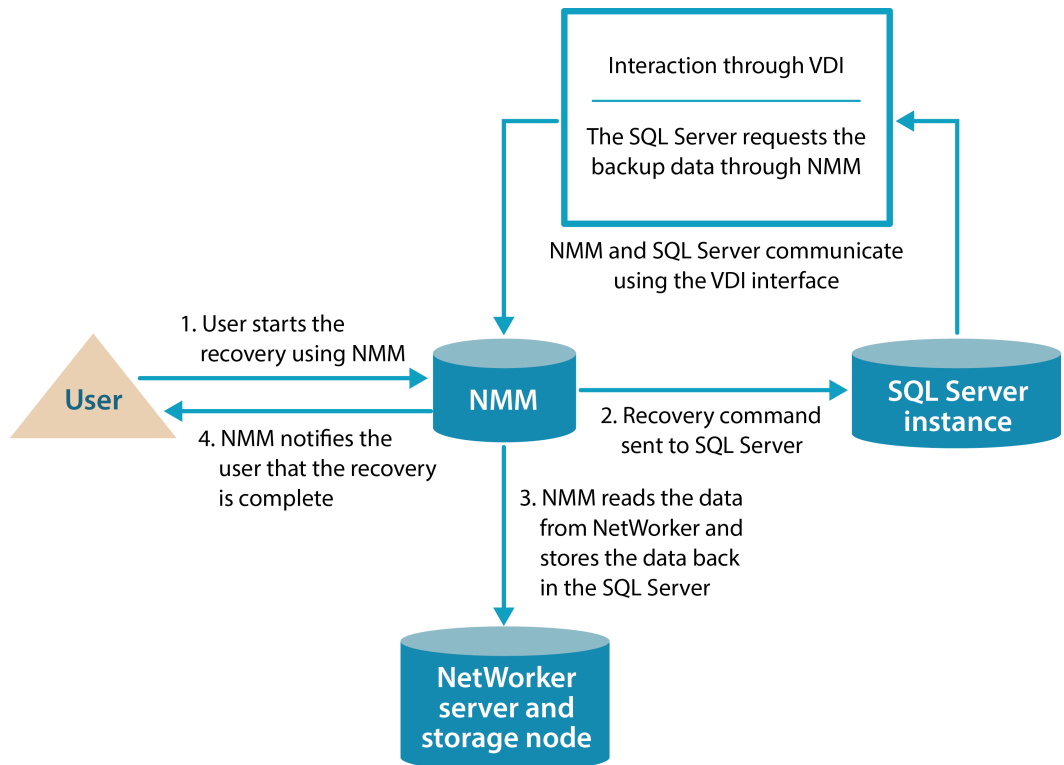 Interaction through VDI
The SQL Server requests the
backup data through NMM
NMM and SQL Server communicate
using the VDI interface
1. User starts the
recovery using NMM
User
NMM
SQL Server
instance
2. Recovery command
sent to SQL Server
4. NMM notifies the
user that the recovery
is complete
3. NMM reads the data
from NetWorker and
stores the data back
in the SQL Server
NetWorker
server and
storage node